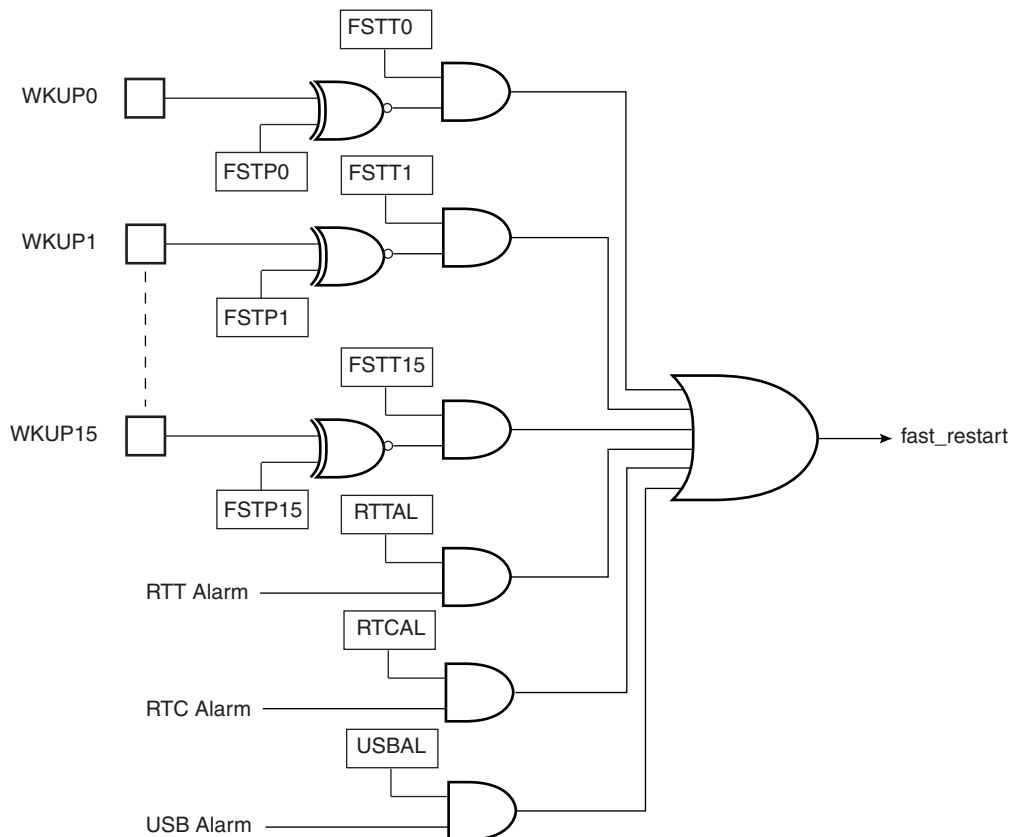 FSTT0
WKUP0
FSTP0
FSTT1
WKUP1
FSTP1
FSTT15
WKUP15
fast_restart
FSTP15
RTTAL
RTT Alarm
RTCAL
RTC Alarm
USBAL
USB Alarm